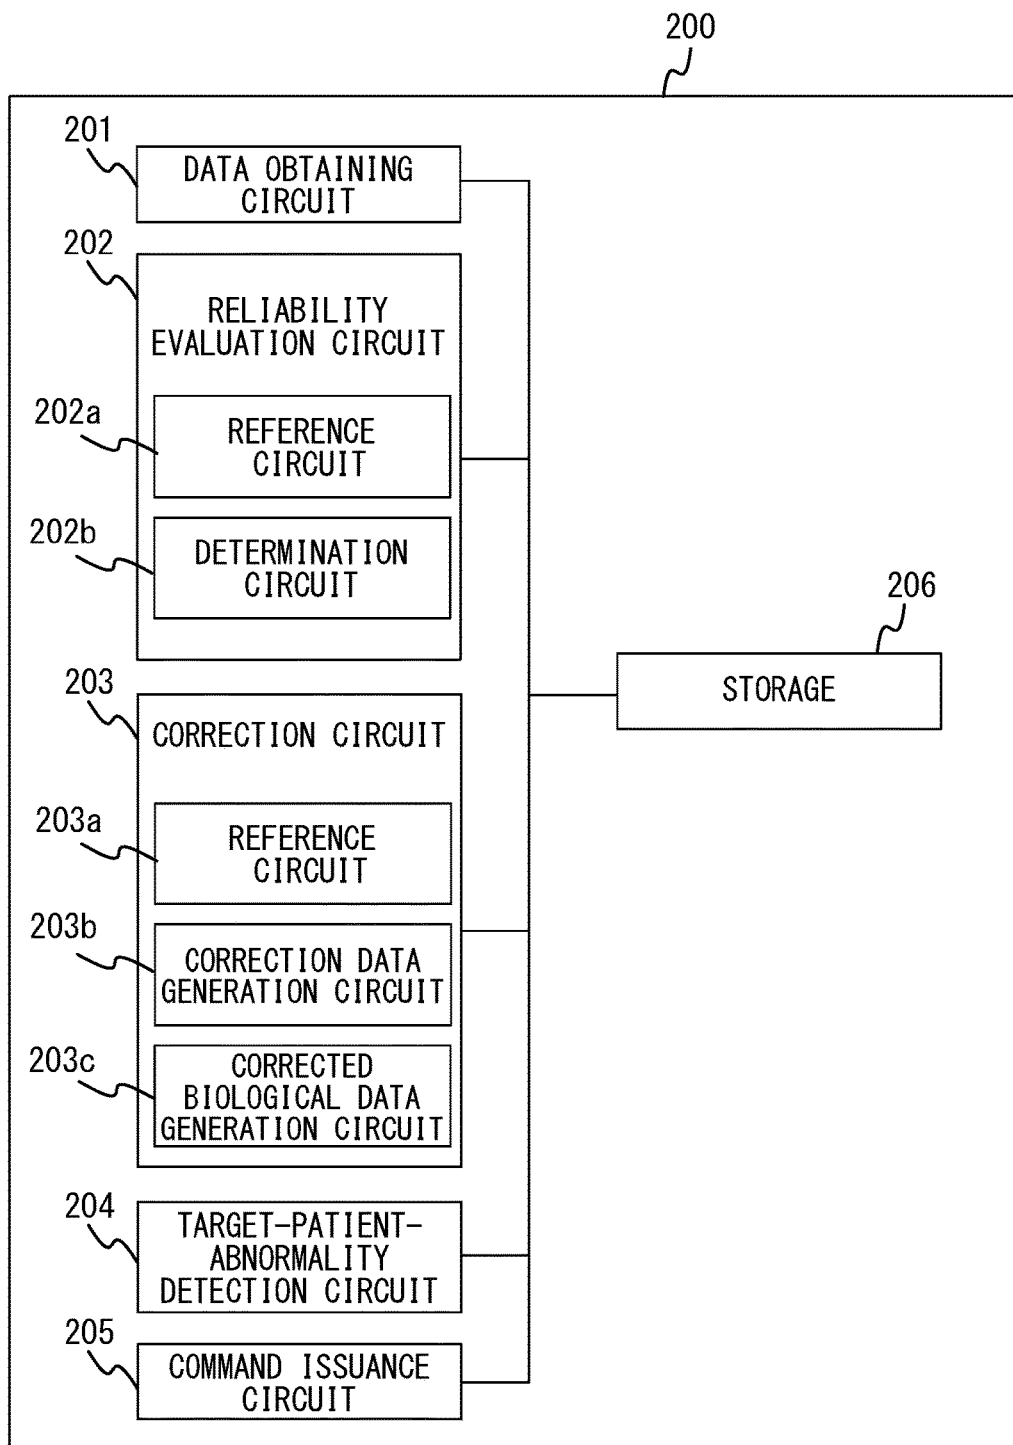 200
201
DATA OBTAINING
CIRCUIT
202
RELIABILITY
EVALUATION CIRCUIT
202a
REFERENCE
CIRCUIT
202b
DETERMINATION
CIRCUIT
206
STORAGE
203
CORRECTION CIRCUIT
203a
REFERENCE
CIRCUIT
203b
CORRECTION DATA
GENERATION CIRCUIT
203c
CORRECTED
BIOLOGICAL DATA
GENERATION CIRCUIT
204
TARGET-PATIENT-
ABNORMALITY
DETECTION CIRCUIT
205
COMMAND ISSUANCE
CIRCUIT